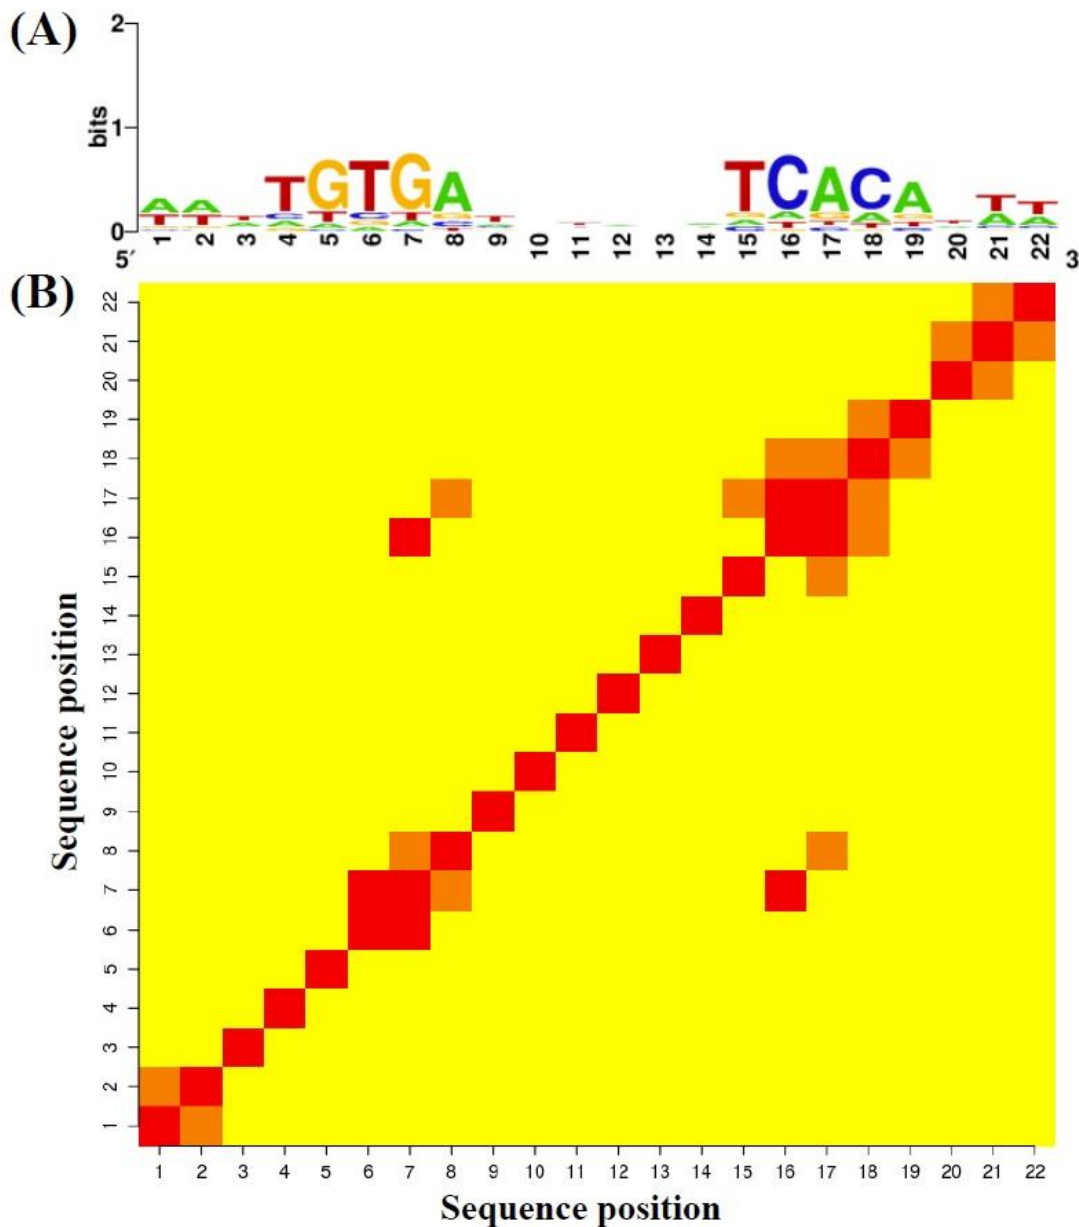 (A)
2
1
0
bits
TGTGA
TCACA
AA
TT
1 2 3 4 5 6 7 8 9 10 11 12 13 14 15 16 17 18 19 20 21 22
5′
3
(B)
22
21
20
19
18
17
16
15
14
13
12
11
10
9
8
7
6
5
4
3
2
1
Sequence position
1 2 3 4 5 6 7 8 9 10 11 12 13 14 15 16 17 18 19 20 21 22
Sequence position